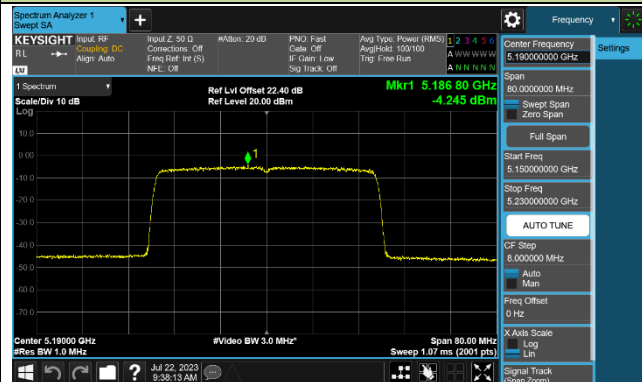 Spectrum Analyzer 1
Swept SA
Frequency
KEYSIGHT
RL
LXI
Input: RF
Coupling: DC
Align: Auto
Input Z: 50 Ω
Corrections: Off
Freq Ref: Int (S)
NFE: Off
#Atten: 20 dB
PNO: Fast
Gate: Off
IF Gain: Low
Sig Track: Off
Avg Type: Power (RMS)
Avg|Hold: 100/100
Trig: Free Run
1 2 3 4 5 6
A W W W W W
A N N N N N
Center Frequency
5.190000000 GHz
Settings
Span
80.0000000 MHz
Swept Span
Zero Span
Full Span
Start Freq
5.150000000 GHz
Stop Freq
5.230000000 GHz
AUTO TUNE
CF Step
8.000000 MHz
Auto
Man
Freq Offset
0 Hz
X Axis Scale
Log
Lin
Signal Track
(Span Zoom)
1 Spectrum
Scale/Div 10 dB
Log
Ref Lvl Offset 22.40 dB
Ref Level 20.00 dBm
Mkr1 5.186 80 GHz
-4.245 dBm
1
10.0
0.00
-10.0
-20.0
-30.0
-40.0
-50.0
-60.0
-70.0
Center 5.19000 GHz
#Res BW 1.0 MHz
#Video BW 3.0 MHz*
Span 80.00 MHz
Sweep 1.07 ms (2001 pts)
Jul 22, 2023
9:38:13 AM